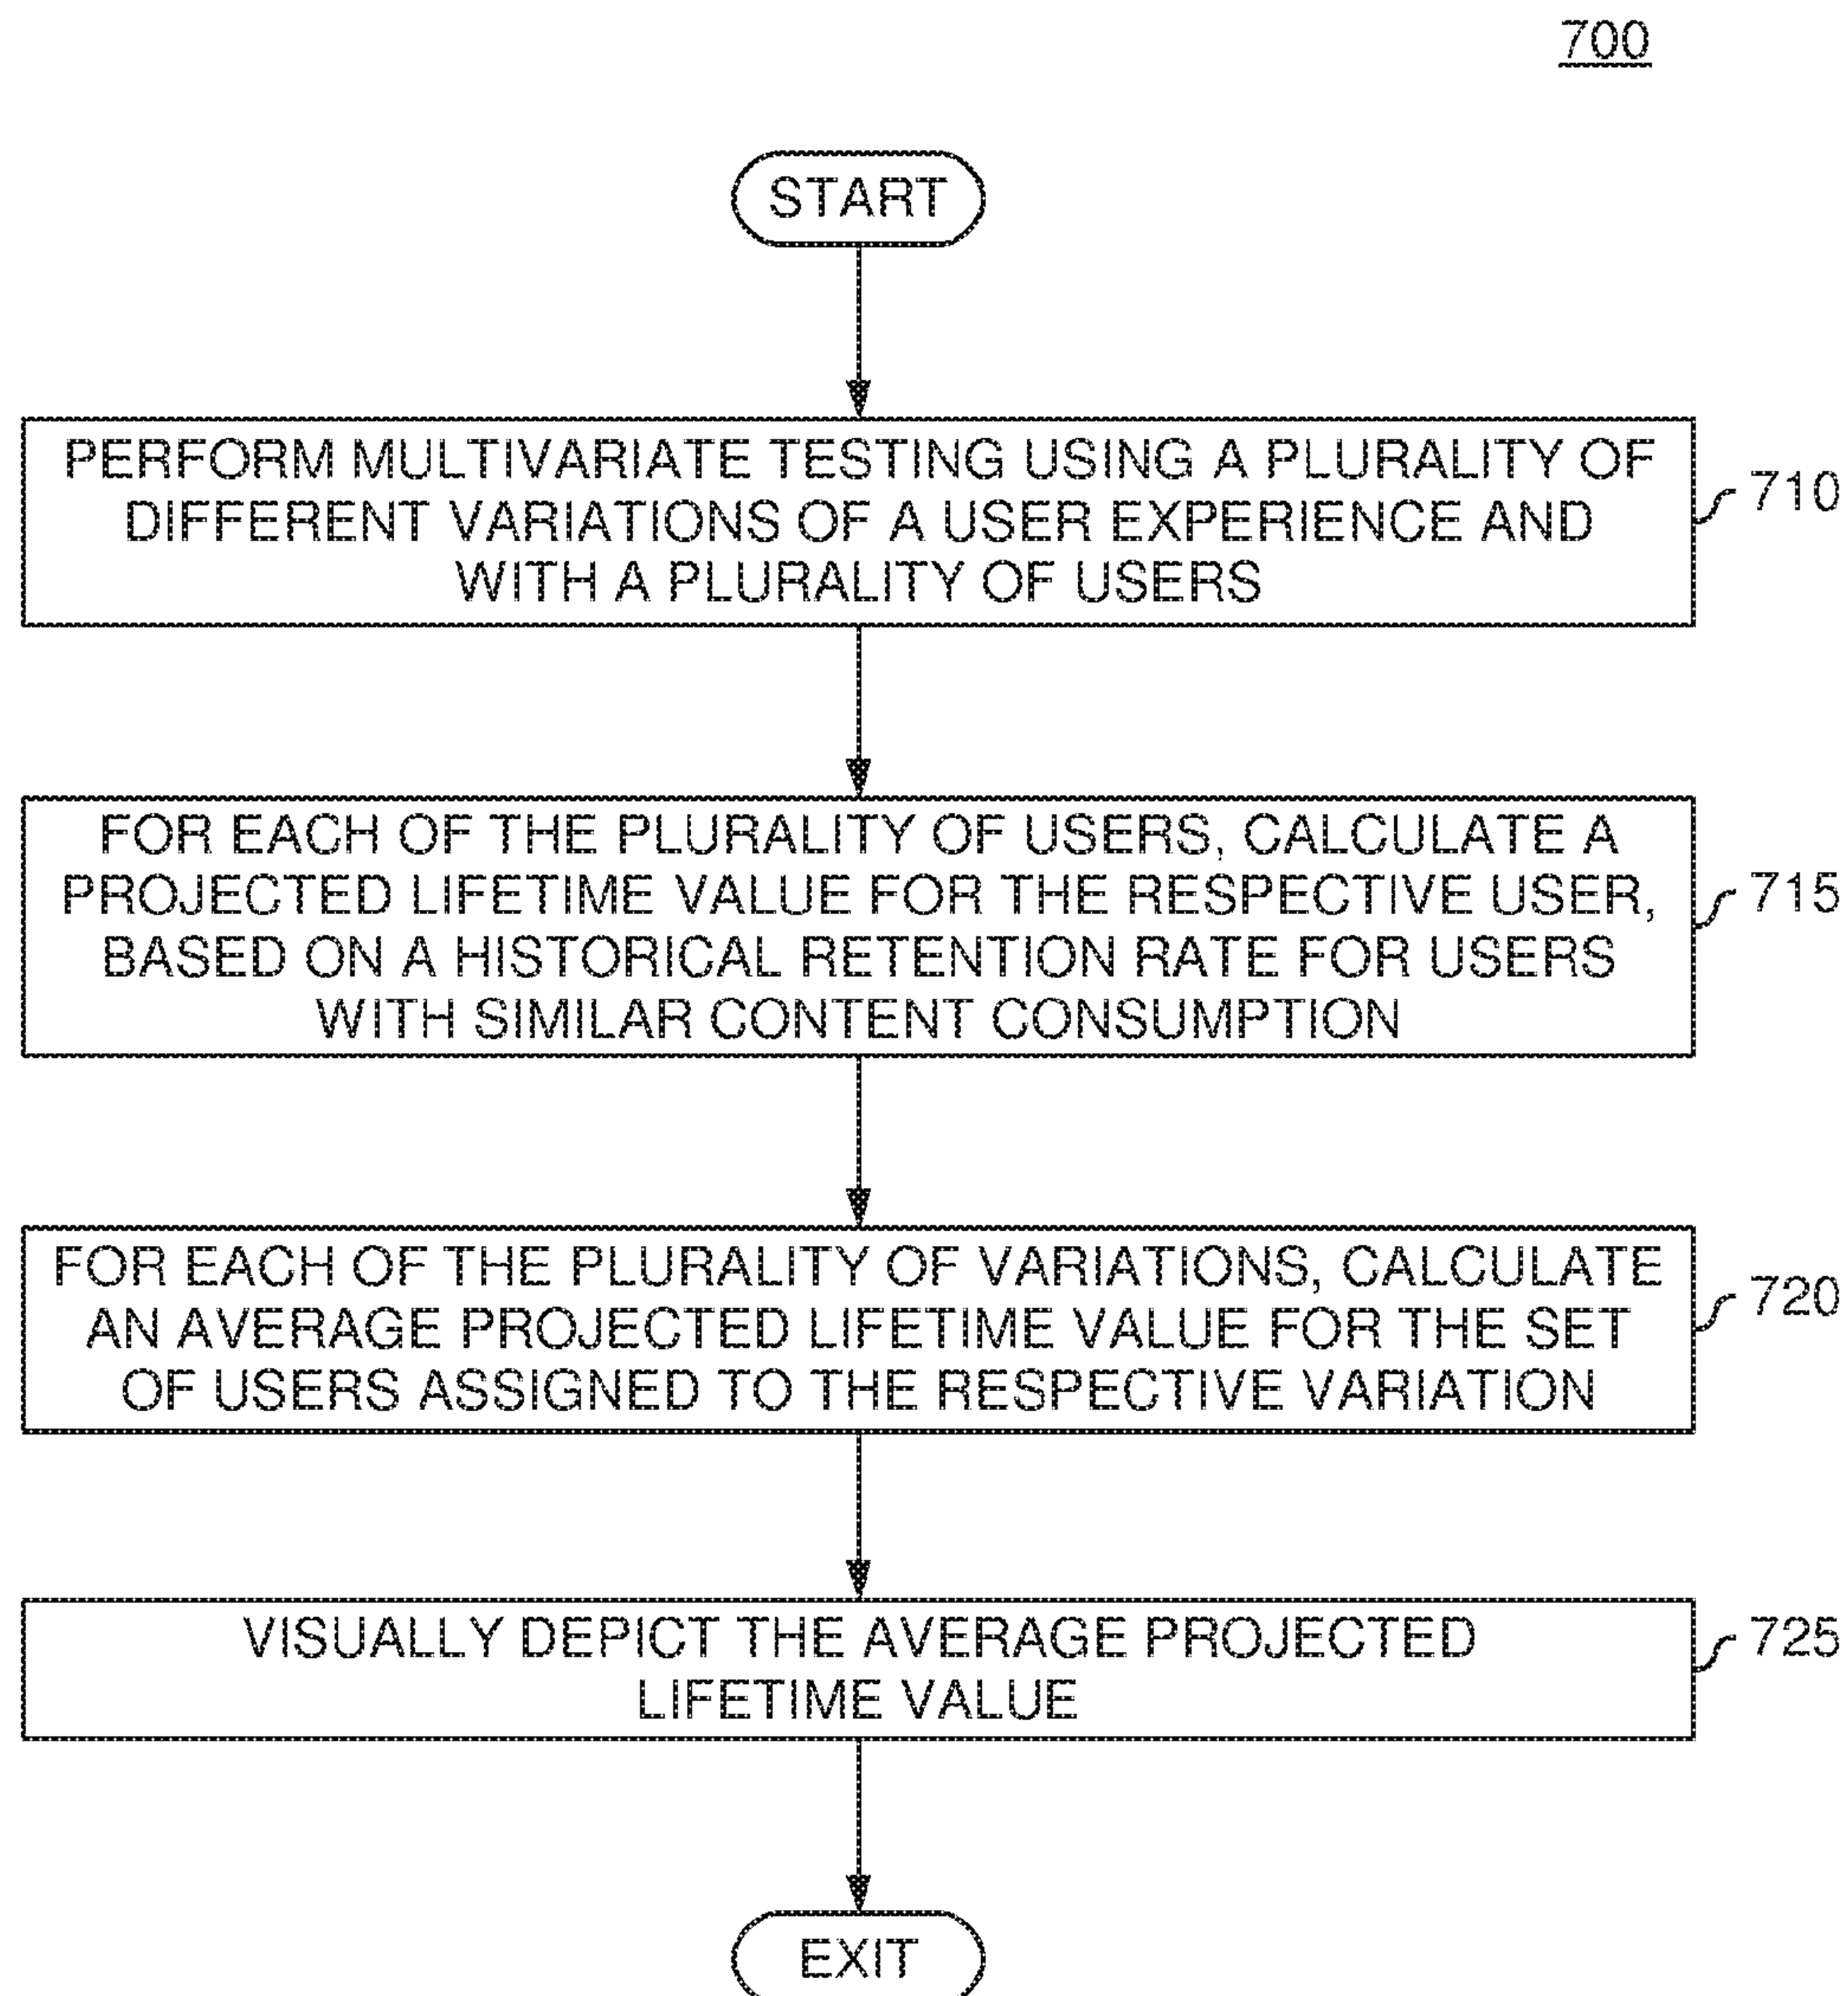 700
START
PERFORM MULTIVARIATE TESTING USING A PLURALITY OF
DIFFERENT VARIATIONS OF A USER EXPERIENCE AND
WITH A PLURALITY OF USERS
710
FOR EACH OF THE PLURALITY OF USERS, CALCULATE A
PROJECTED LIFETIME VALUE FOR THE RESPECTIVE USER,
BASED ON A HISTORICAL RETENTION RATE FOR USERS
WITH SIMILAR CONTENT CONSUMPTION
715
FOR EACH OF THE PLURALITY OF VARIATIONS, CALCULATE
AN AVERAGE PROJECTED LIFETIME VALUE FOR THE SET
OF USERS ASSIGNED TO THE RESPECTIVE VARIATION
720
VISUALLY DEPICT THE AVERAGE PROJECTED
LIFETIME VALUE
725
EXIT